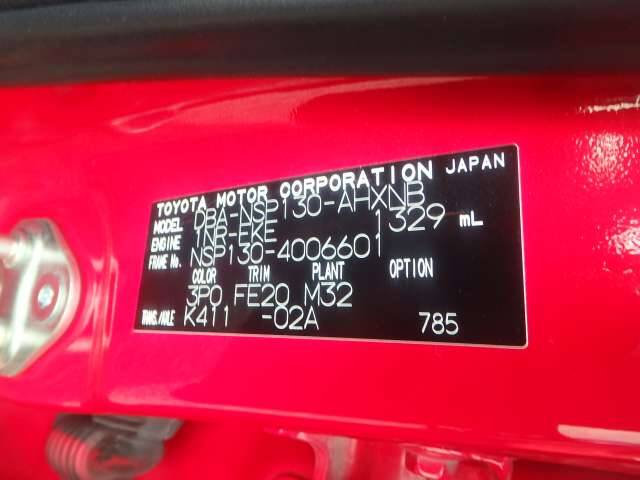 TOYOTA MOTOR CORPORATION JAPAN
MODEL DBA-NSP130-AHXNB
ENGINE 1NR-FKE 1329 mL
FRAME No. NSP130-4006601
COLOR TRIM PLANT OPTION
3P0 FE20 M32
TRANS./AXLE K411 -02A 785